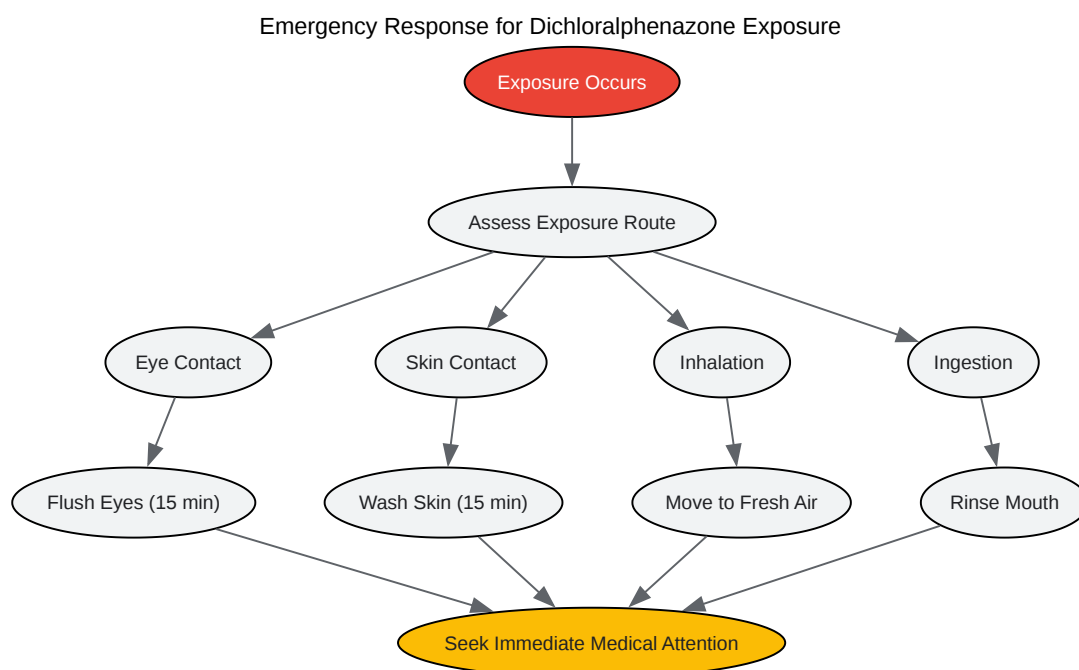 Emergency Response for Dichloralphenazone Exposure
Exposure Occurs
Assess Exposure Route
Eye Contact
Skin Contact
Inhalation
Ingestion
Flush Eyes (15 min)
Wash Skin (15 min)
Move to Fresh Air
Rinse Mouth
Seek Immediate Medical Attention